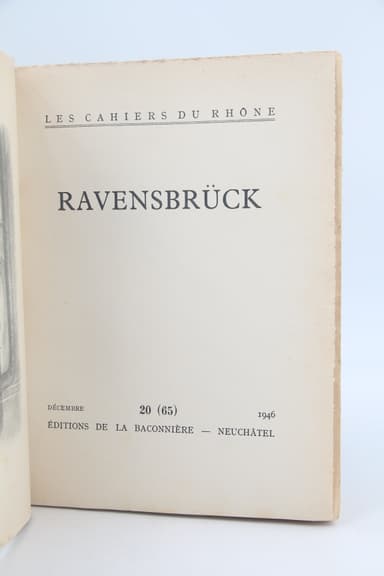 LES CAHIERS DU RHÔNE
RAVENSBRÜCK
DÉCEMBRE 20 (65) 1946
ÉDITIONS DE LA BACONNIÈRE — NEUCHÂTEL